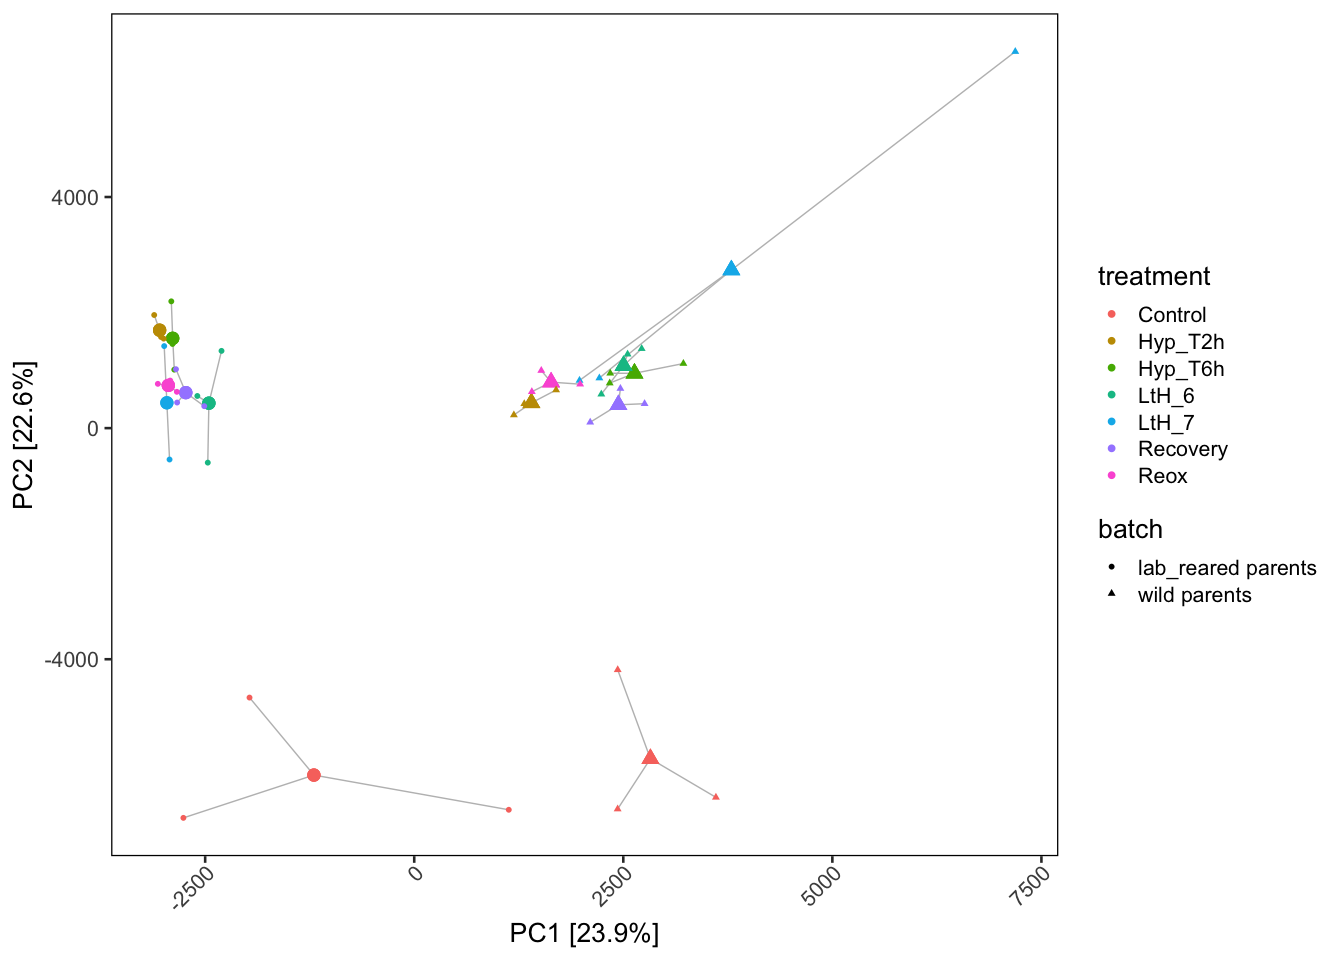 4000
0
-4000
PC2 [22.6%]
-2500
0
2500
5000
7500
PC1 [23.9%]
treatment
Control
Hyp_T2h
Hyp_T6h
LtH_6
LtH_7
Recovery
Reox
batch
lab_reared parents
wild parents